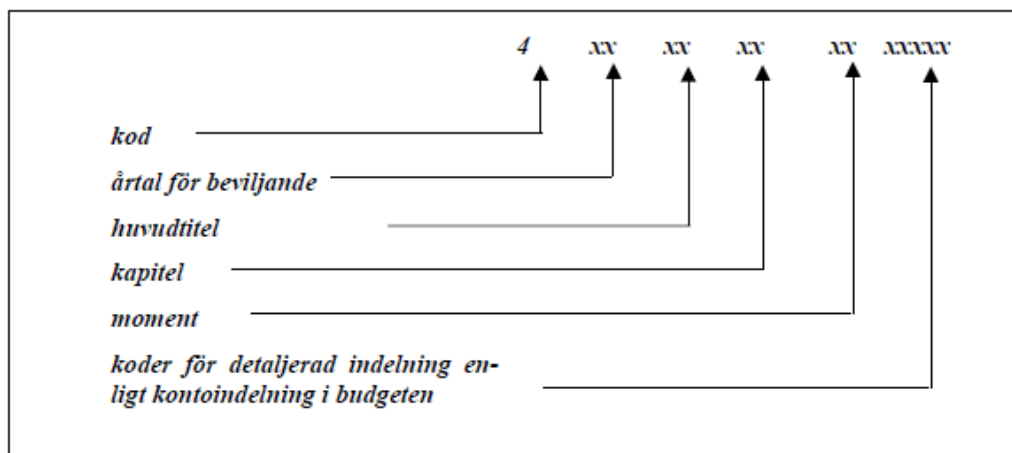 4 xx xx xx xx xxxxx
kod
årtal för beviljande
huvudtitel
kapitel
moment
koder för detaljerad indelning en-
ligt kontoindelning i budgeten